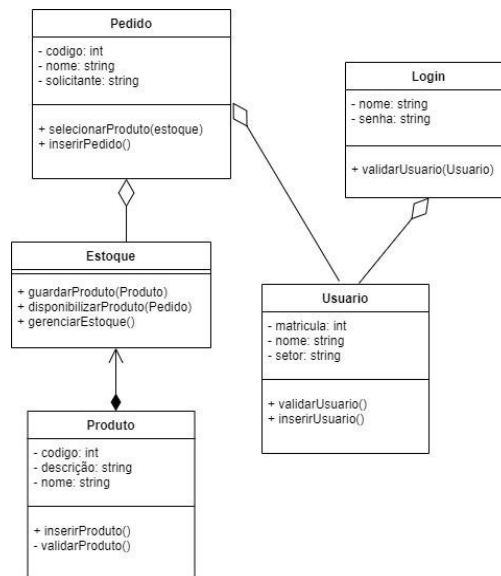 Pedido
- codigo: int
- nome: string
- solicitante: string
+ selecionarProduto(estoque)
+ inserirPedido()
Login
- nome: string
- senha: string
+ validarUsuario(Usuario)
Estoque
+ guardarProduto(Produto)
+ disponibilizarProduto(Pedido)
+ gerenciarEstoque()
Usuario
- matricula: int
- nome: string
- setor: string
+ validarUsuario()
+ inserirUsuario()
Produto
- codigo: int
- descrição: string
- nome: string
+ inserirProduto()
- validarProduto()